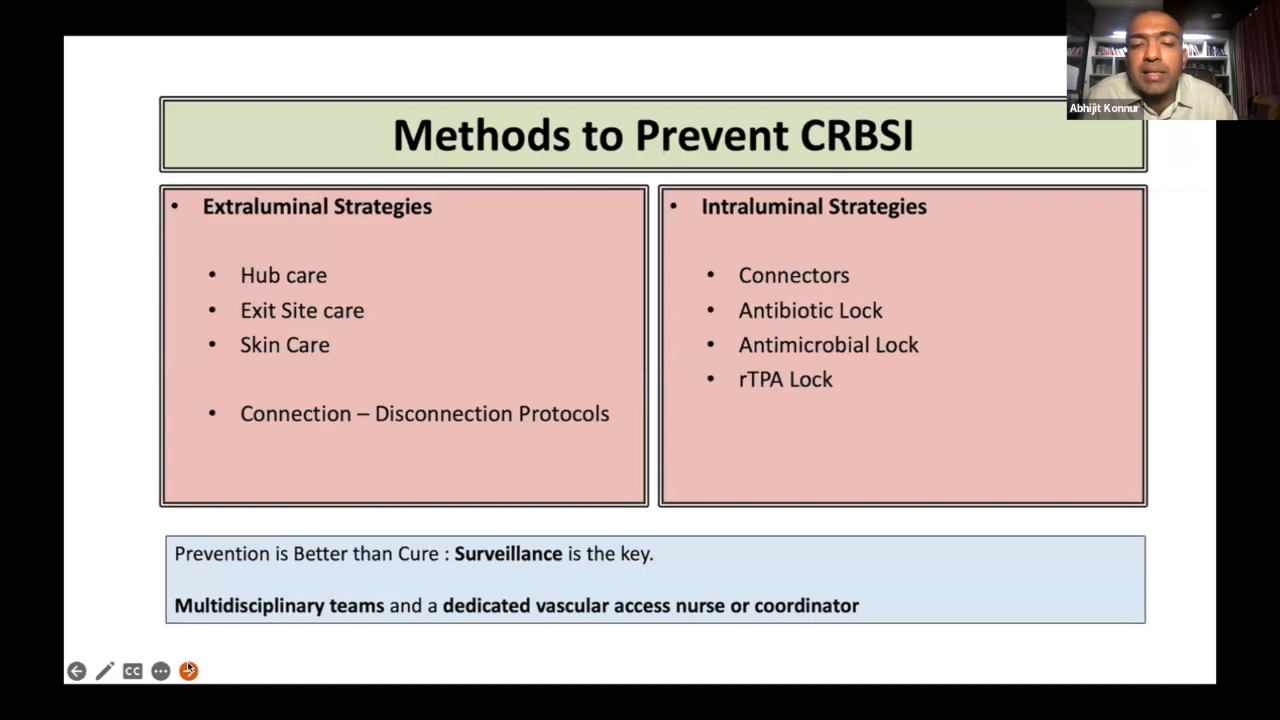 Abhijit Konnur
Methods to Prevent CRBSI
• Extraluminal Strategies
• Hub care
• Exit Site care
• Skin Care
• Connection – Disconnection Protocols
• Intraluminal Strategies
• Connectors
• Antibiotic Lock
• Antimicrobial Lock
• rTPA Lock
Prevention is Better than Cure : Surveillance is the key.
Multidisciplinary teams and a dedicated vascular access nurse or coordinator
CC